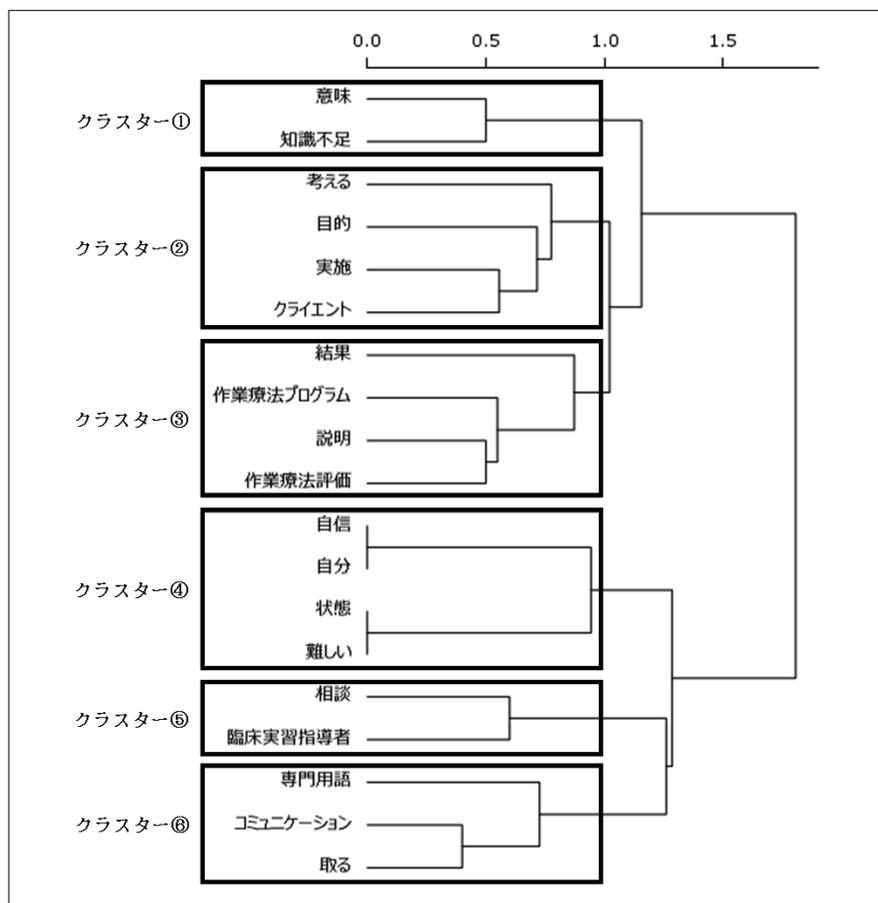 0.0 0.5 1.0 1.5
クラスター①
意味
知識不足
クラスター②
考える
目的
実施
クライエント
クラスター③
結果
作業療法プログラム
説明
作業療法評価
クラスター④
自信
自分
状態
難しい
クラスター⑤
相談
臨床実習指導者
クラスター⑥
専門用語
コミュニケーション
取る